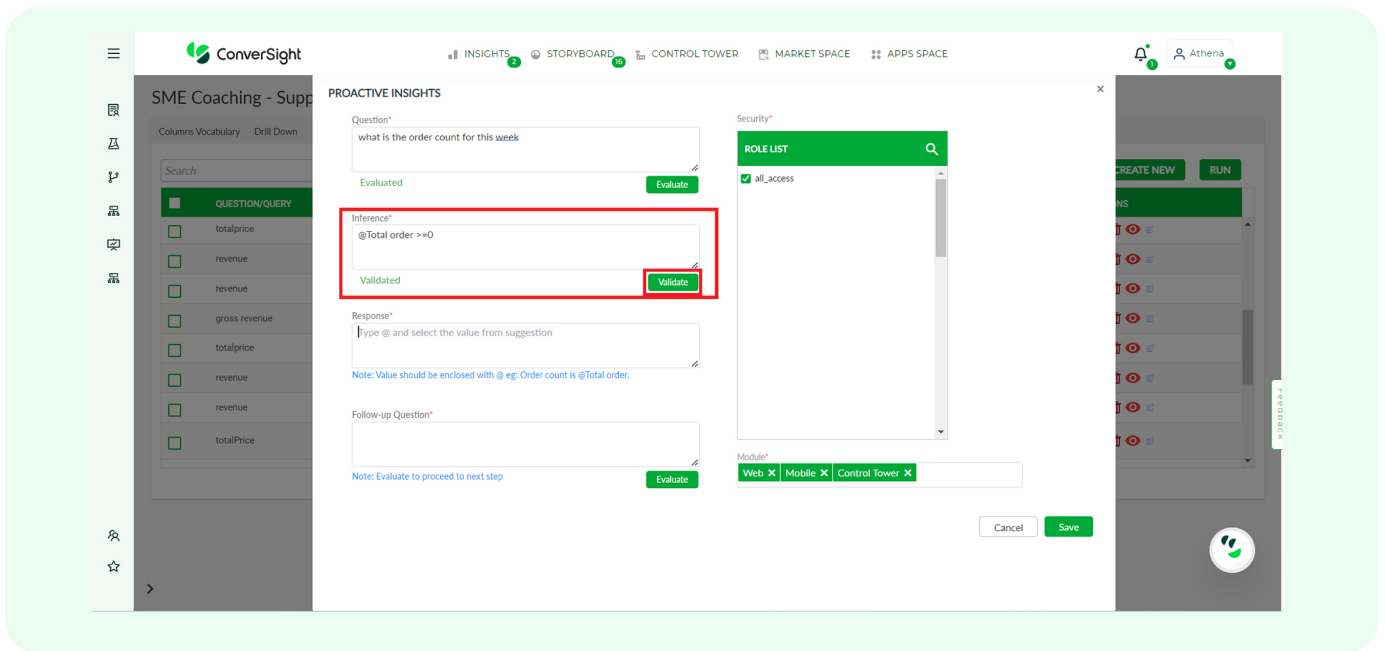 ConverSight
INSIGHTS 2
STORYBOARD 16
CONTROL TOWER
MARKET SPACE
APPS SPACE
1
Athena
SME Coaching - Supp
Columns Vocabulary Drill Down
Search
CREATE NEW
RUN
QUESTION/QUERY
NS
totalprice
revenue
revenue
gross revenue
totalprice
revenue
revenue
totalPrice
PROACTIVE INSIGHTS
×
Question*
what is the order count for this week
Evaluated
Evaluate
Inference*
@Total order >=0
Validated
Validate
Response*
Type @ and select the value from suggestion
Note: Value should be enclosed with @ eg: Order count is @Total order.
Follow-up Question*
Note: Evaluate to proceed to next step
Evaluate
Security*
ROLE LIST
all_access
Module*
Web × Mobile × Control Tower ×
Cancel
Save
Feedback